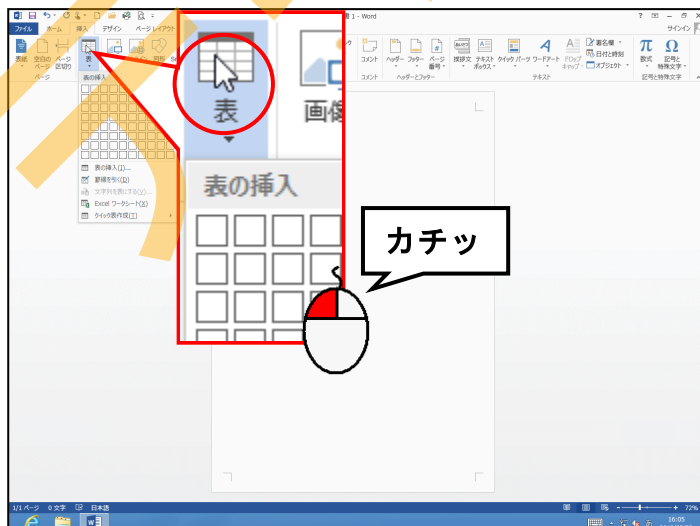 1 - Word
サインイン
ファイル ホーム 挿入 デザイン ページ レイアウト
表紙 空白の ページ 表
ページ 区切り
コメント ヘッダー フッター ページ 挨拶文 テキスト クイック パーツ ワードアート ドロップ 署名欄 数式 記号と
番号 ボックス キャップ 日付と時刻 特殊文字
オブジェクト
ページ
コメント ヘッダーとフッター テキスト 記号と特殊文字
表の挿入
表の挿入(I)...
罫線を引く(D)
文字列を表にする(V)...
Excel ワークシート(X)
クイック表作成(T)
表
画像
表の挿入
カチッ
1/1 ページ 0 文字 日本語
72%
16:05